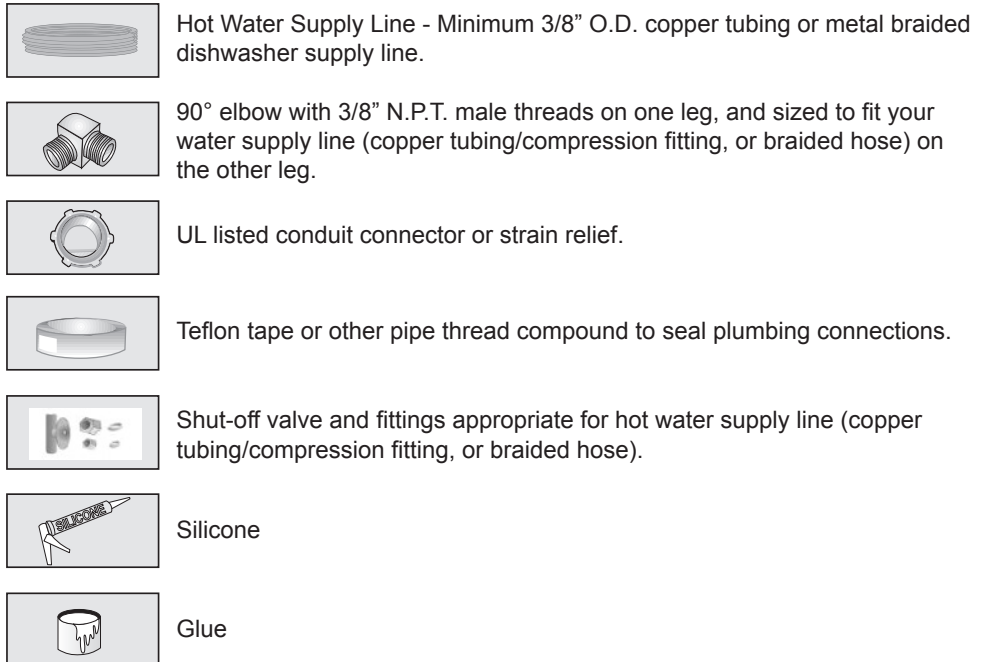 Hot Water Supply Line - Minimum 3/8” O.D. copper tubing or metal braided
dishwasher supply line.
90° elbow with 3/8” N.P.T. male threads on one leg, and sized to fit your
water supply line (copper tubing/compression fitting, or braided hose) on
the other leg.
UL listed conduit connector or strain relief.
Teflon tape or other pipe thread compound to seal plumbing connections.
Shut-off valve and fittings appropriate for hot water supply line (copper
tubing/compression fitting, or braided hose).
SILICONE
Silicone
Glue